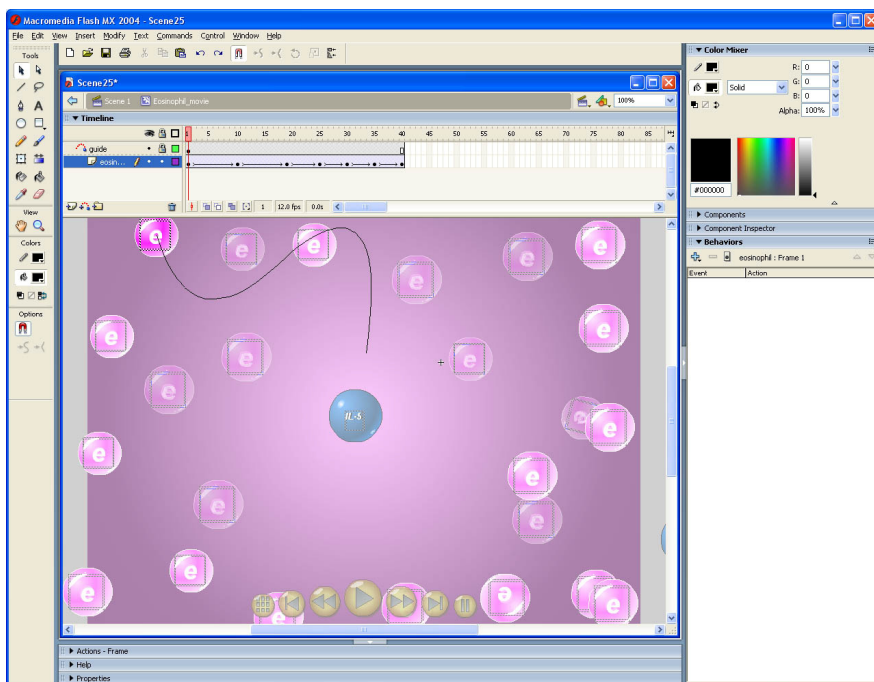 Macromedia Flash MX 2004 - Scene25
File Edit View Insert Modify Text Commands Control Window Help
Tools
View
Colors
Options
Scene25*
Scene 1 Eosinophil_movie 100%
Timeline
1 5 10 15 20 25 30 35 40 45 50 55 60 65 70 75 80 85
guide
eosin...
1 12.0 fps 0.0s
e
e
e
e
e
e
e
e
e
e
e
IL-5
e
e
e
e
e
e
e
e
e
e
e
e
e
Color Mixer
Solid
R: 0
G: 0
B: 0
Alpha: 100%
#000000
Components
Component Inspector
Behaviors
eosinophil : Frame 1
Event Action
Actions - Frame
Help
Properties